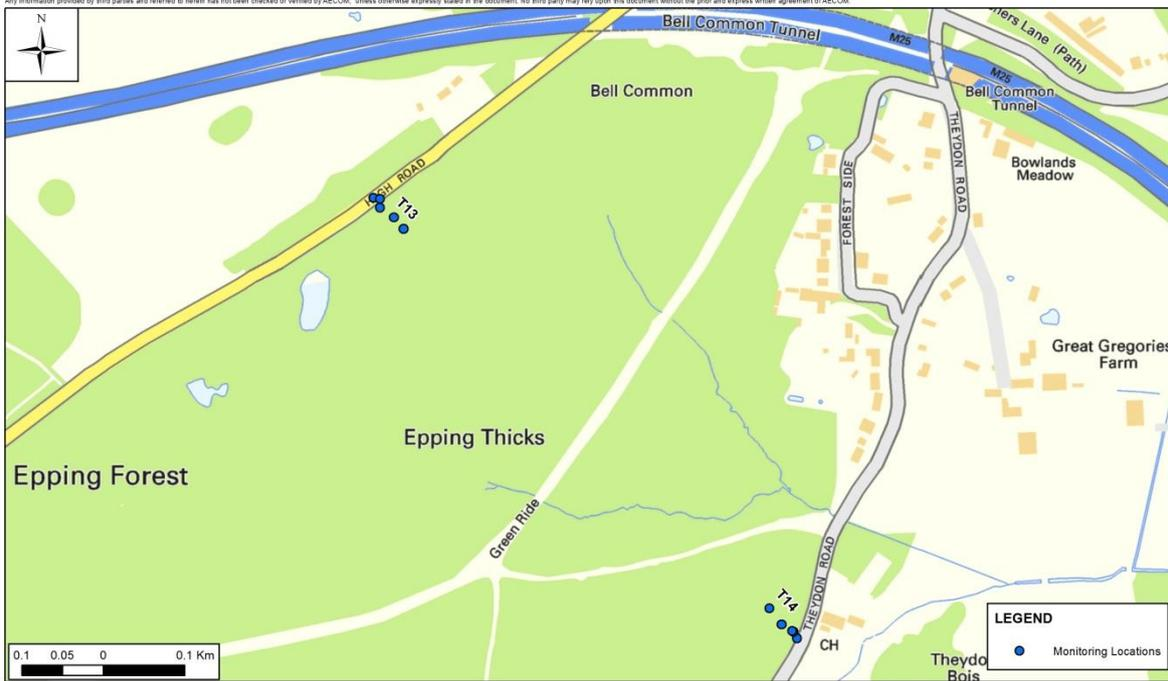 Any information provided by third parties and referred to herein has not been checked or verified by AECOM, unless otherwise expressly stated in the document. No third party may rely upon this document without the prior and express written agreement of AECOM.
N
Bell Common Tunnel
M25
Lane (Path)
M25
Bell Common
Bell Common
Tunnel
THEYDON ROAD
Bowlands
Meadow
HIGH ROAD
FOREST SIDE
T13
Great Gregories
Farm
Epping Thicks
Epping Forest
Green Ride
THEYDON ROAD
T14
LEGEND
Monitoring Locations
CH
Theydo
Bois
0.1 0.05 0 0.1 Km